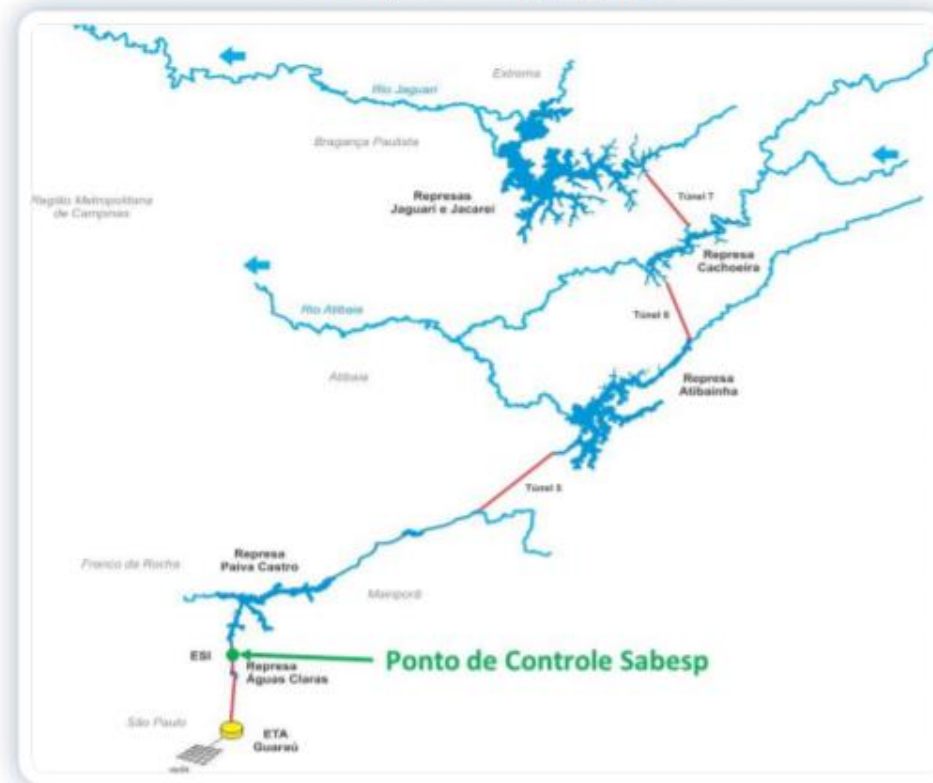 Extrema
Rio Jaguari
Bragança Paulista
Túnel 7
Represas
Jaguari e Jacareí
Região Metropolitana
de Campinas
Represa
Cachoeira
Rio Atibaia
Túnel 6
Atibaia
Represa
Atibainha
Túnel 5
Represa
Paiva Castro
Franco da Rocha
Mairiporã
ESI
Ponto de Controle Sabesp
Represa
Águas Claras
São Paulo
ETA
Guaraú